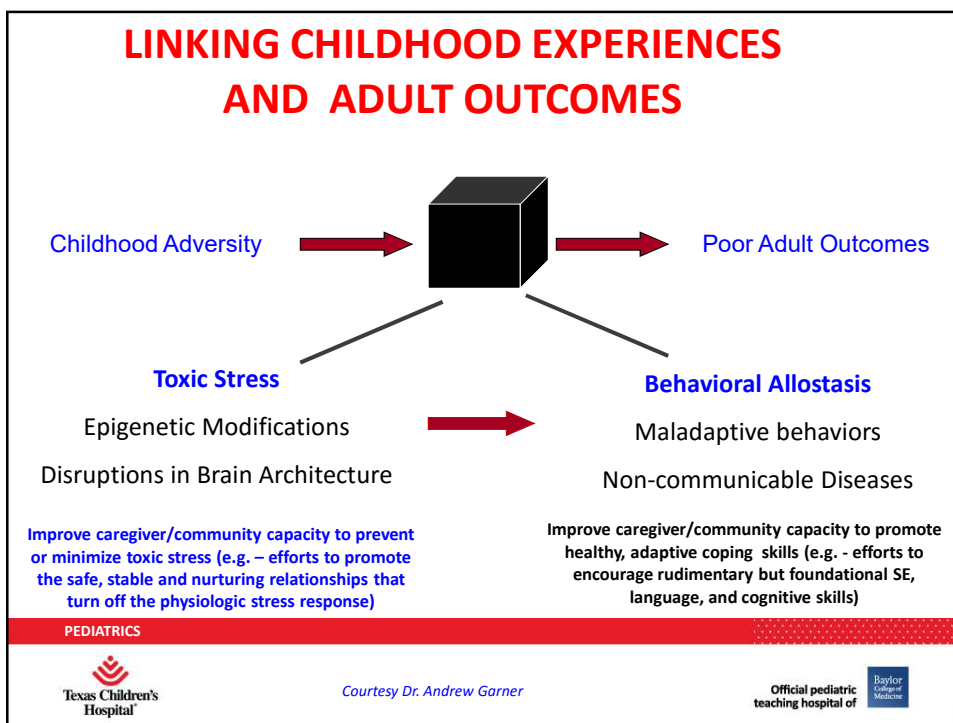 LINKING CHILDHOOD EXPERIENCES
AND ADULT OUTCOMES
Childhood Adversity
Poor Adult Outcomes
Toxic Stress
Epigenetic Modifications
Disruptions in Brain Architecture
Behavioral Allostasis
Maladaptive behaviors
Non-communicable Diseases
Improve caregiver/community capacity to prevent
or minimize toxic stress (e.g. – efforts to promote
the safe, stable and nurturing relationships that
turn off the physiologic stress response)
Improve caregiver/community capacity to promote
healthy, adaptive coping skills (e.g. - efforts to
encourage rudimentary but foundational SE,
language, and cognitive skills)
PEDIATRICS
Texas Children's
Hospital®
Courtesy Dr. Andrew Garner
Official pediatric
teaching hospital of
Baylor
College of
Medicine